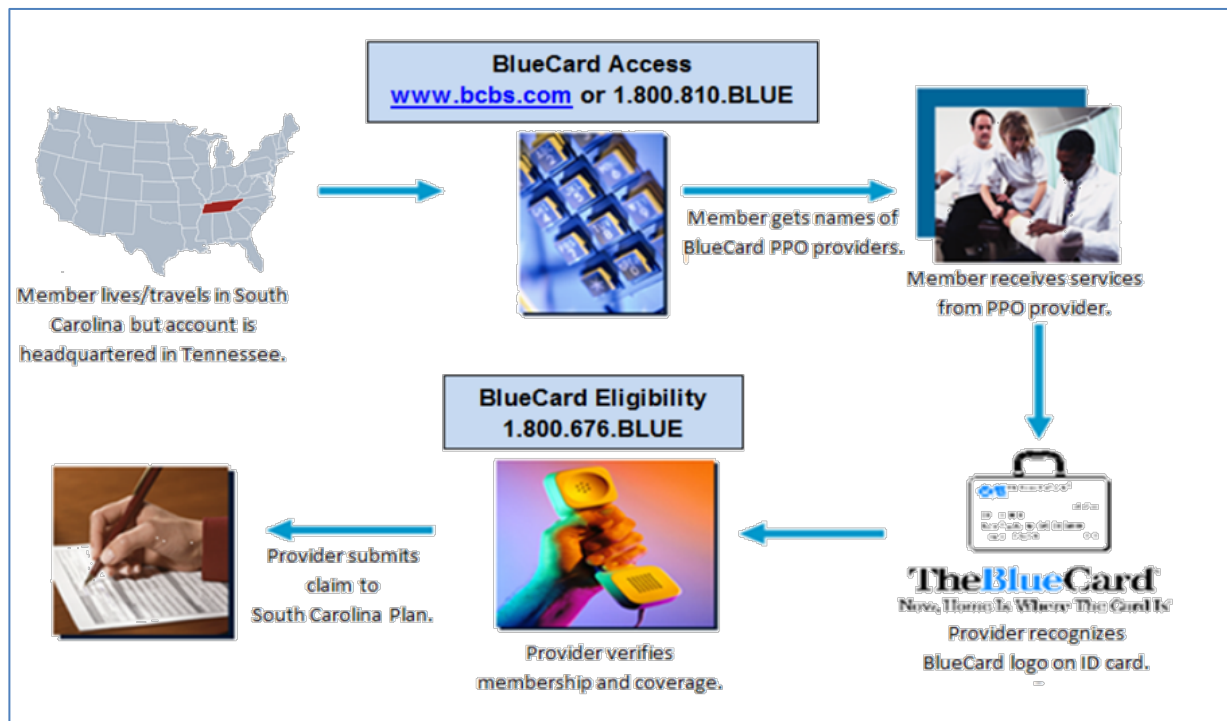 BlueCard Access
www.bcbs.com or 1.800.810.BLUE
Member lives/travels in South
Carolina but account is
headquartered in Tennessee.
Member gets names of
BlueCard PPO providers.
Member receives services
from PPO provider.
TheBlueCard®
Now, Home Is Where The Card Is®
Provider recognizes
BlueCard logo on ID card.
BlueCard Eligibility
1.800.676.BLUE
Provider verifies
membership and coverage.
Provider submits
claim to
South Carolina Plan.